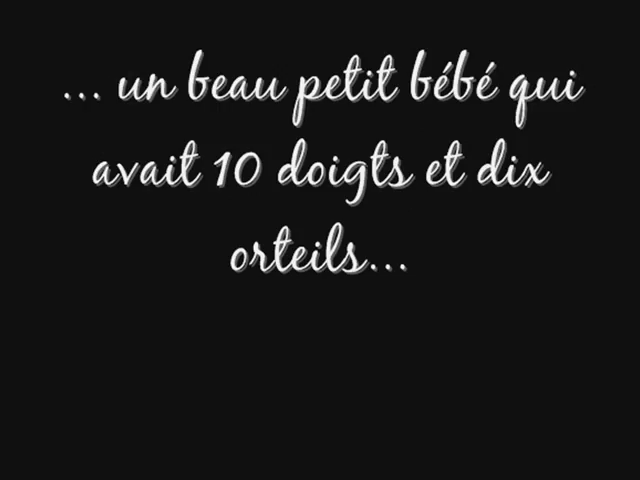 ... un beau petit bébé qui
avait 10 doigts et dix
orteils...